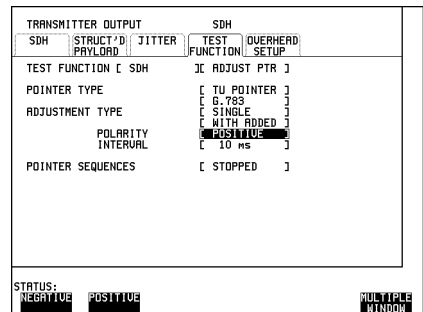 TRANSMITTER OUTPUT SDH
SDH STRUCT'D PAYLOAD JITTER TEST FUNCTION OVERHEAD SETUP
TEST FUNCTION [ SDH ][ ADJUST PTR ]
POINTER TYPE [ TU POINTER ]
[ G.783 ]
ADJUSTMENT TYPE [ SINGLE ]
[ WITH ADDED ]
POLARITY [ POSITIVE ]
INTERVAL [ 10 MS ]
POINTER SEQUENCES [ STOPPED ]
STATUS:
NEGATIVE POSITIVE MULTIPLE
WINDOW